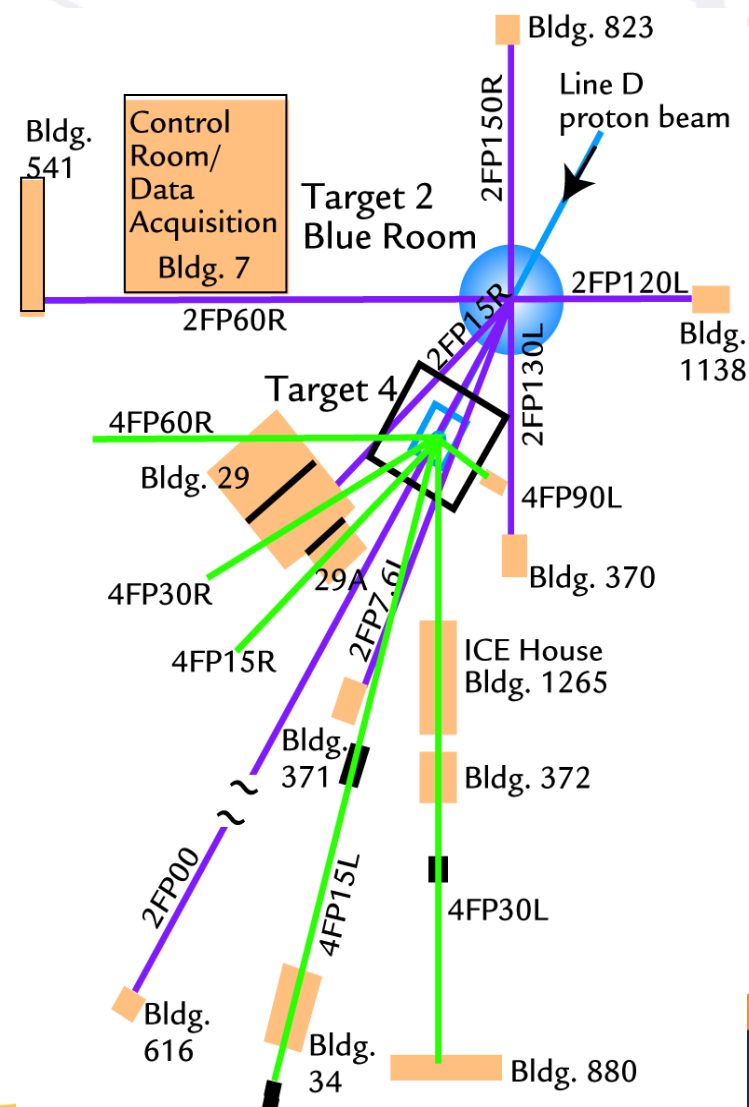 Bldg. 823
Line D
proton beam
2FP150R
Bldg.
541
Control
Room/
Data
Acquisition
Bldg. 7
Target 2
Blue Room
2FP120L
2FP60R
2FP15R
2FP130L
Bldg.
1138
Target 4
4FP60R
Bldg. 29
4FP90L
Bldg. 370
29A
4FP30R
2FP7.6L
4FP15R
ICE House
Bldg. 1265
Bldg.
371
Bldg. 372
2FP00
4FP15L
4FP30L
Bldg.
616
Bldg.
34
Bldg. 880